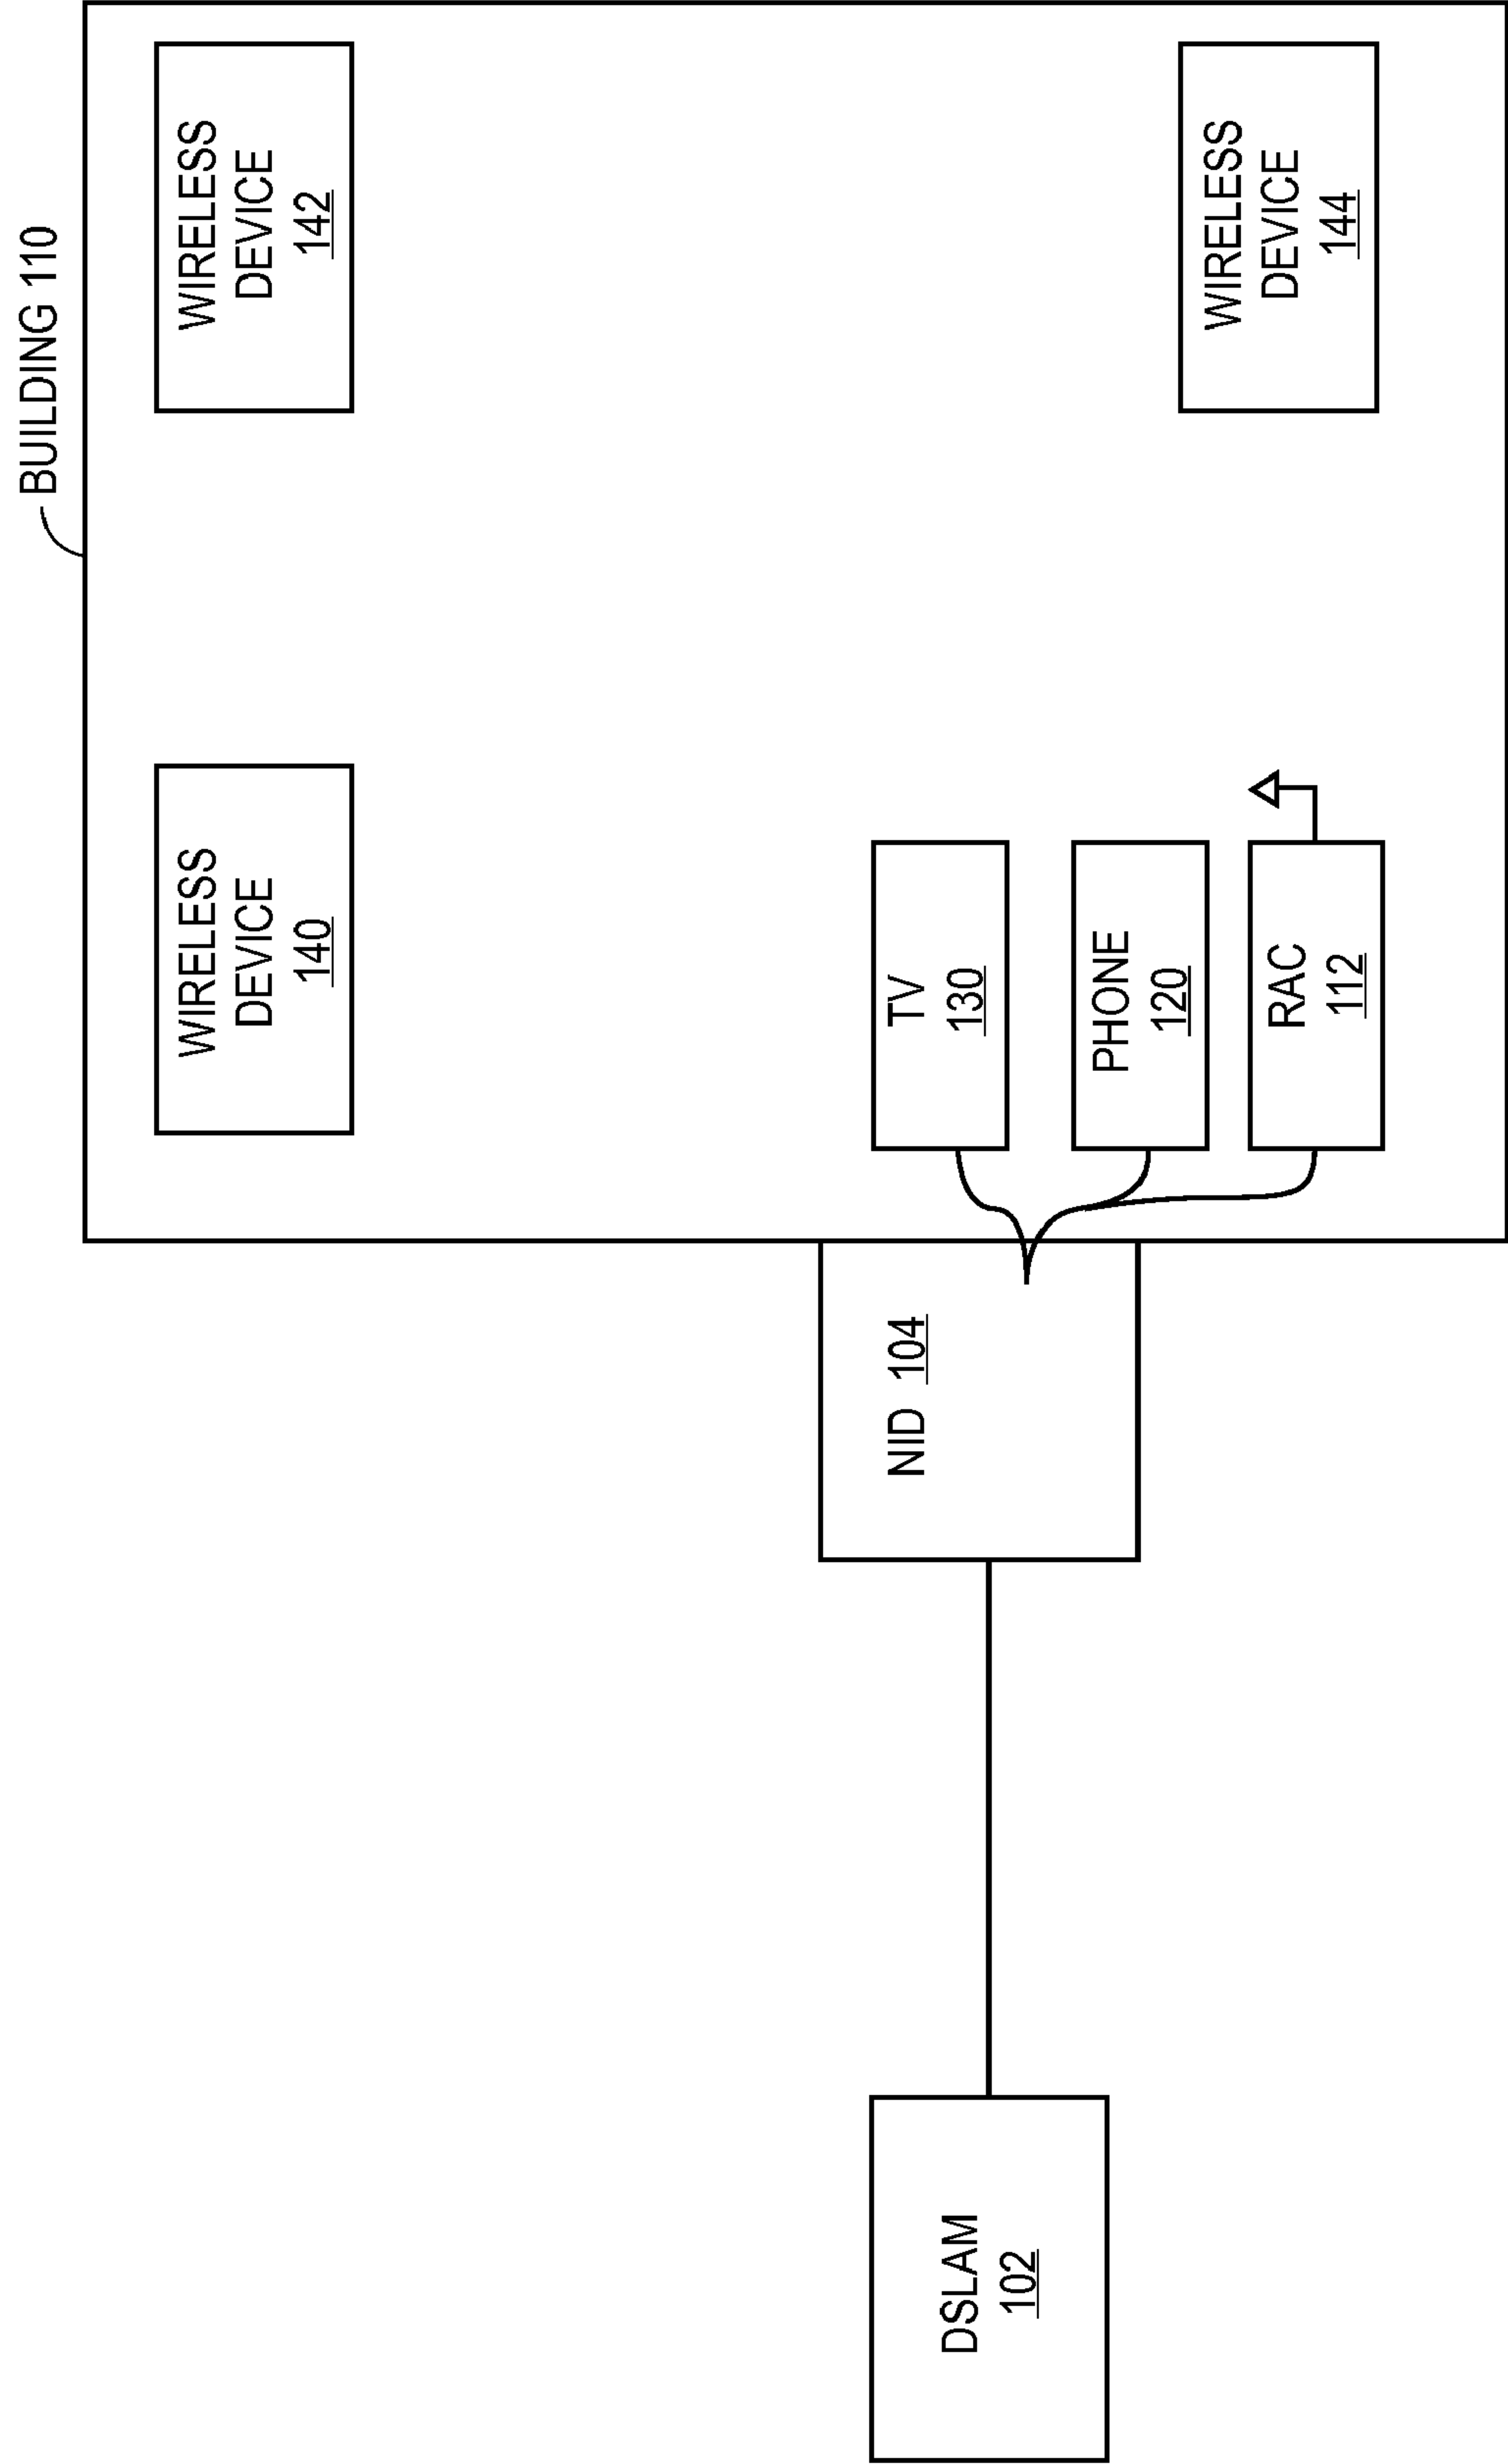 BUILDING 110
WIRELESS
DEVICE
140
WIRELESS
DEVICE
142
TV
130
PHONE
120
RAC
112
NID 104
DSLAM
102
WIRELESS
DEVICE
144